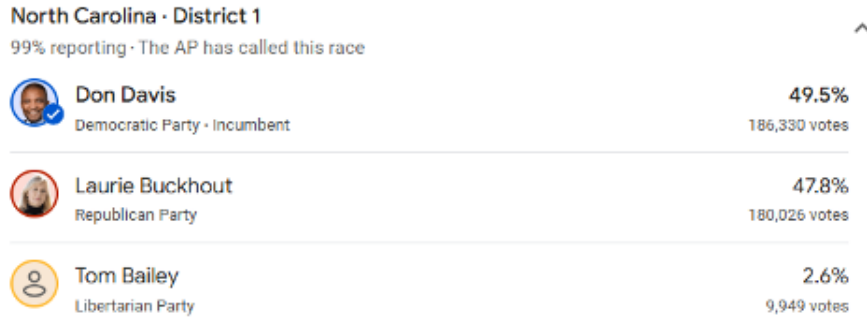 North Carolina · District 1
99% reporting · The AP has called this race
Don Davis 49.5%
Democratic Party · Incumbent 186,330 votes
Laurie Buckhout 47.8%
Republican Party 180,026 votes
Tom Bailey 2.6%
Libertarian Party 9,949 votes